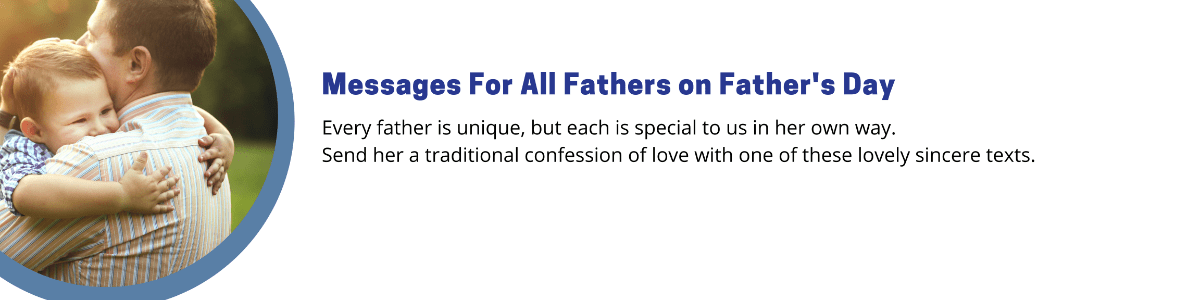 Messages For All Fathers on Father's Day
Every father is unique, but each is special to us in her own way.
Send her a traditional confession of love with one of these lovely sincere texts.